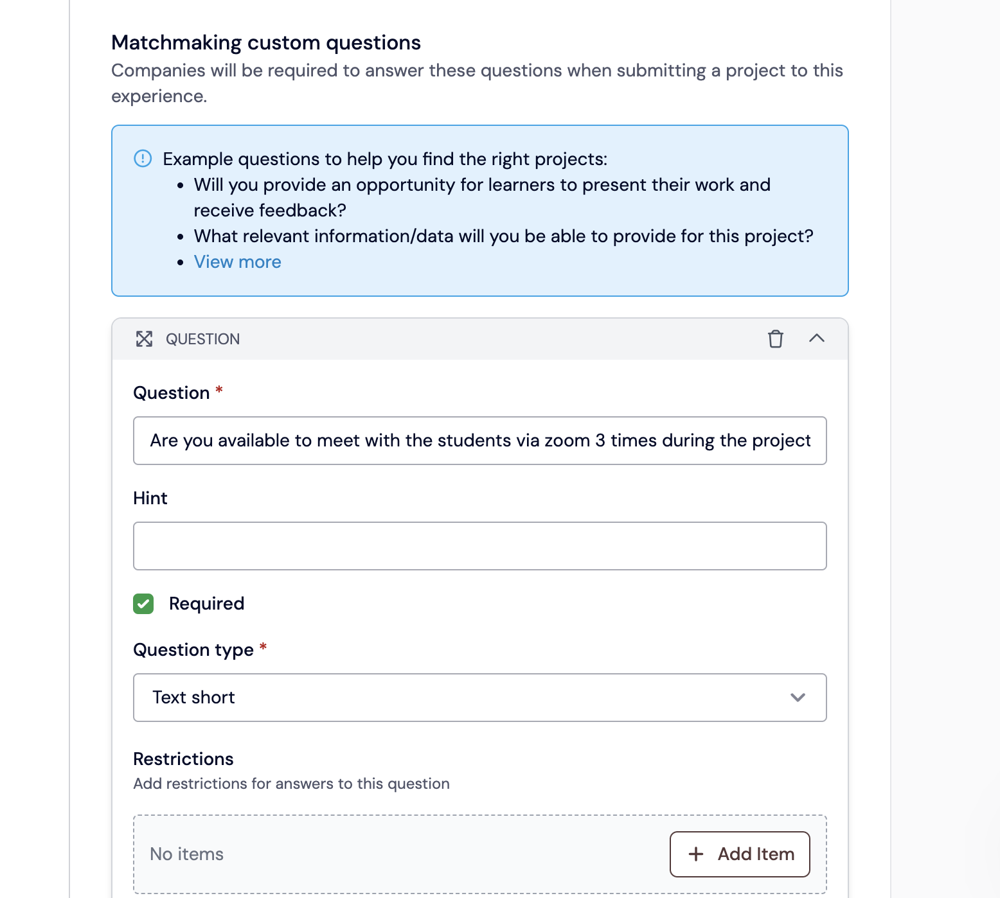 Matchmaking custom questions
Companies will be required to answer these questions when submitting a project to this
experience.
Example questions to help you find the right projects:
Will you provide an opportunity for learners to present their work and
receive feedback?
What relevant information/data will you be able to provide for this project?
View more
QUESTION
Question *
Are you available to meet with the students via zoom 3 times during the project
Hint
Required
Question type *
Text short
Restrictions
Add restrictions for answers to this question
No items
+ Add Item